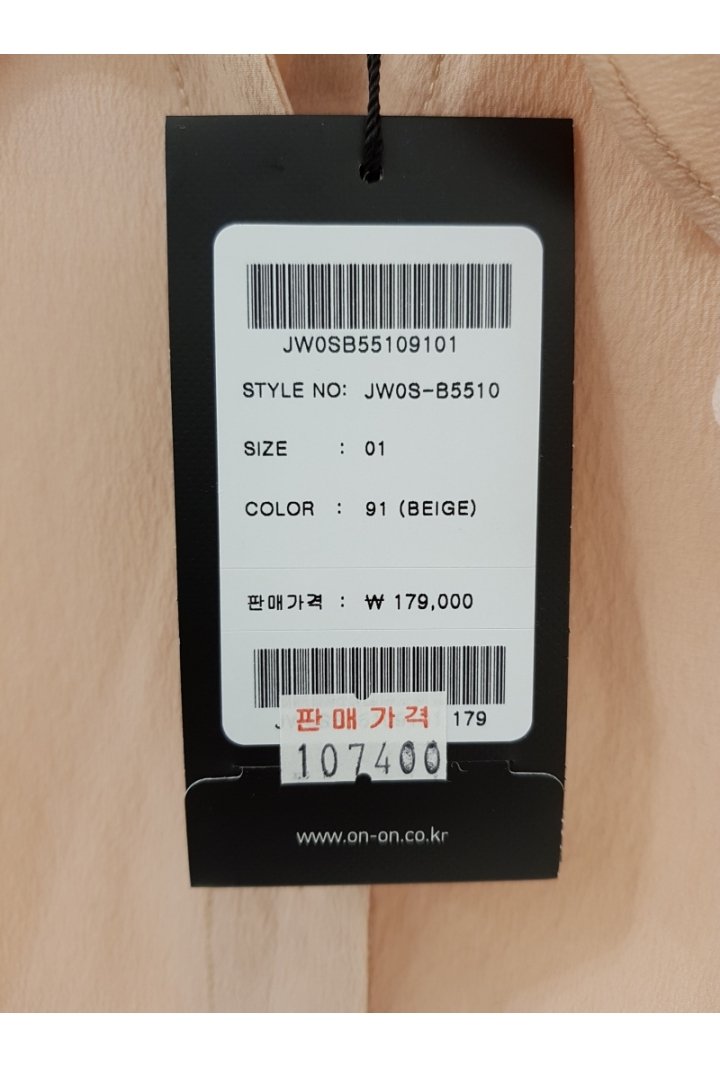 JW0SB55109101
STYLE NO: JW0S-B5510
SIZE : 01
COLOR : 91 (BEIGE)
판매가격 : ₩ 179,000
179
판매가격
107400
www.on-on.co.kr